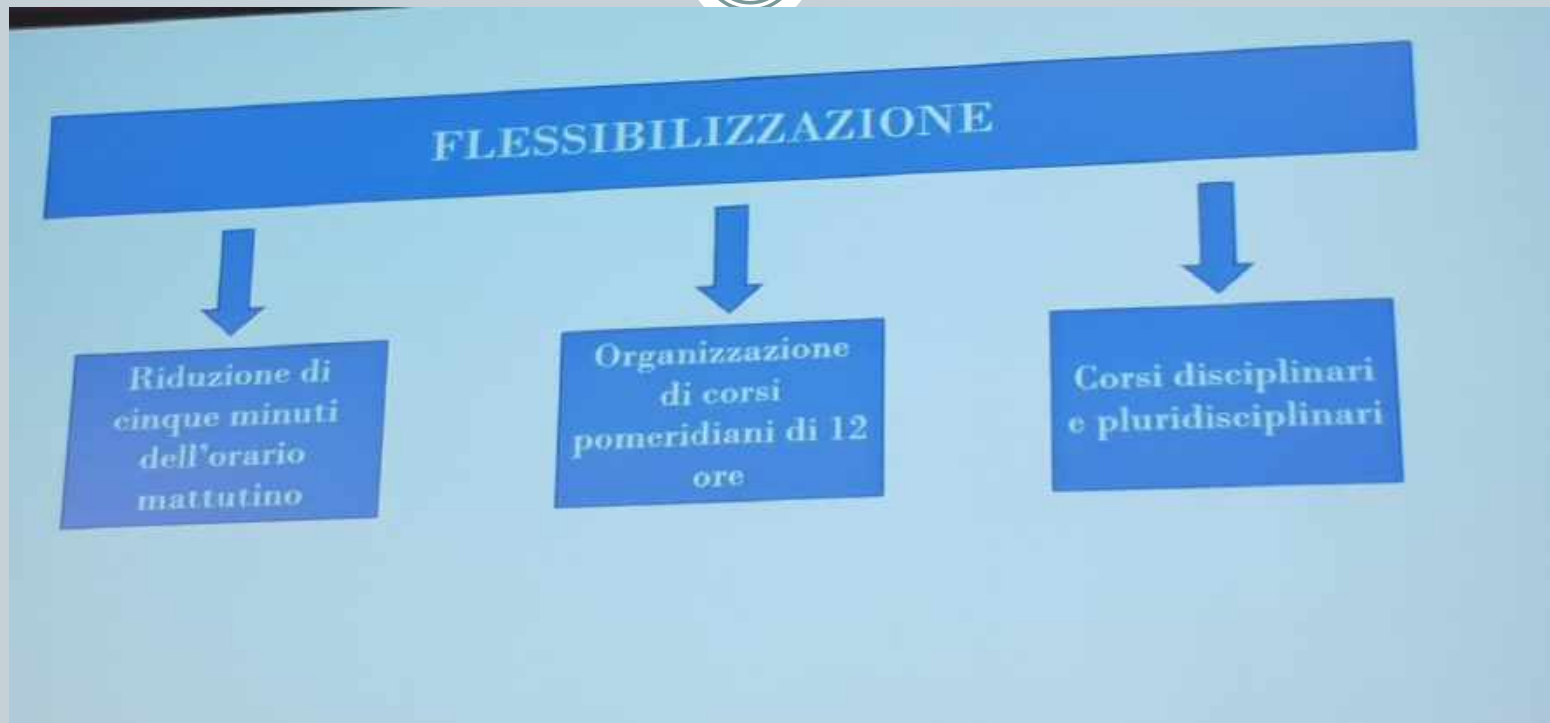 FLESSIBILIZZAZIONE
Riduzione di
cinque minuti
dell'orario
mattutino
Organizzazione
di corsi
pomeridiani di 12
ore
Corsi disciplinari
e pluridisciplinari